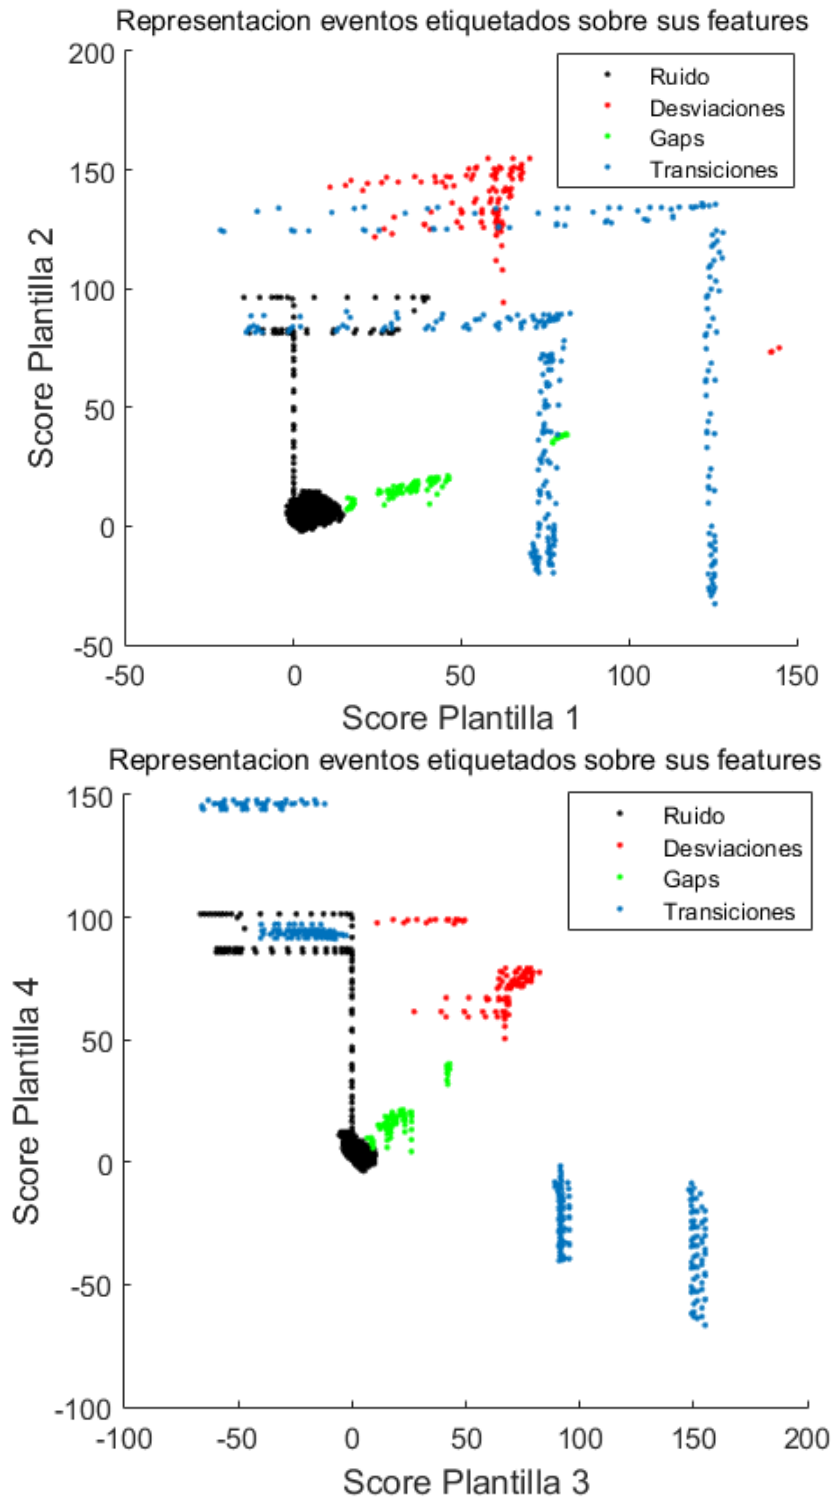 Representacion eventos etiquetados sobre sus features
200
150
100
50
0
-50
Score Plantilla 2
Ruido
Desviaciones
Gaps
Transiciones
-50 0 50 100 150
Score Plantilla 1
Representacion eventos etiquetados sobre sus features
150
100
50
0
-50
-100
Score Plantilla 4
Ruido
Desviaciones
Gaps
Transiciones
-100 -50 0 50 100 150 200
Score Plantilla 3